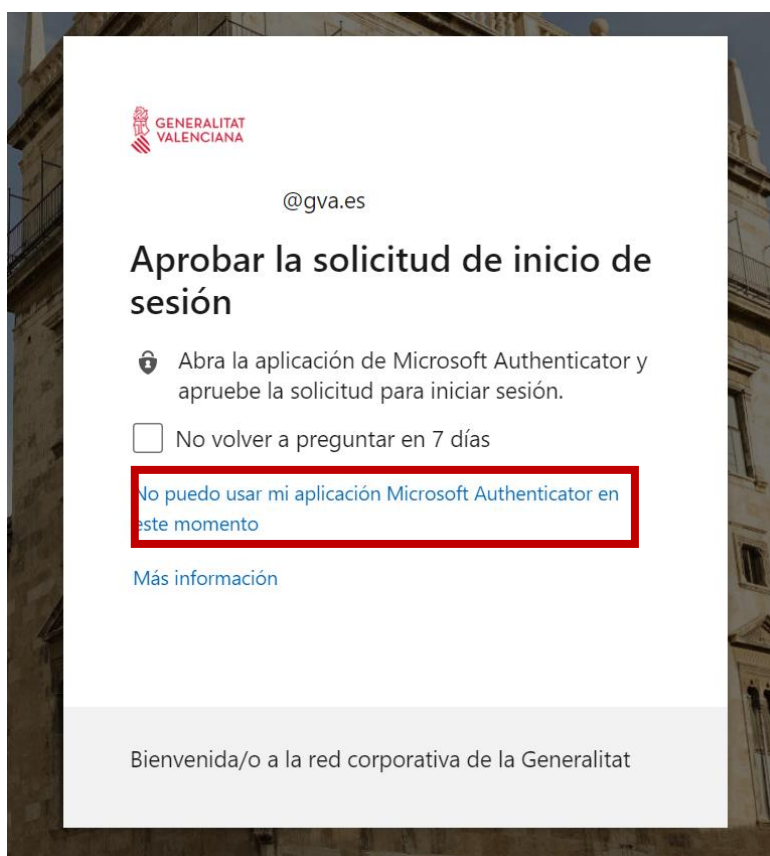 GENERALITAT
VALENCIANA
@gva.es
Aprobar la solicitud de inicio de
sesión
Abra la aplicación de Microsoft Authenticator y
apruebe la solicitud para iniciar sesión.
No volver a preguntar en 7 días
No puedo usar mi aplicación Microsoft Authenticator en
este momento
Más información
Bienvenida/o a la red corporativa de la Generalitat